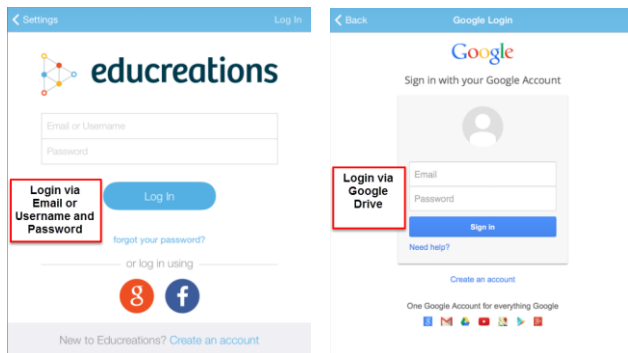 Settings
Log In
educreations
Email or Username
Password
Login via
Email or
Username and
Password
Log In
forgot your password?
or log in using
8 f
New to Educreations? Create an account
Back
Google Login
Google
Sign in with your Google Account
Login via
Google
Drive
Email
Password
Sign in
Need help?
Create an account
One Google Account for everything Google